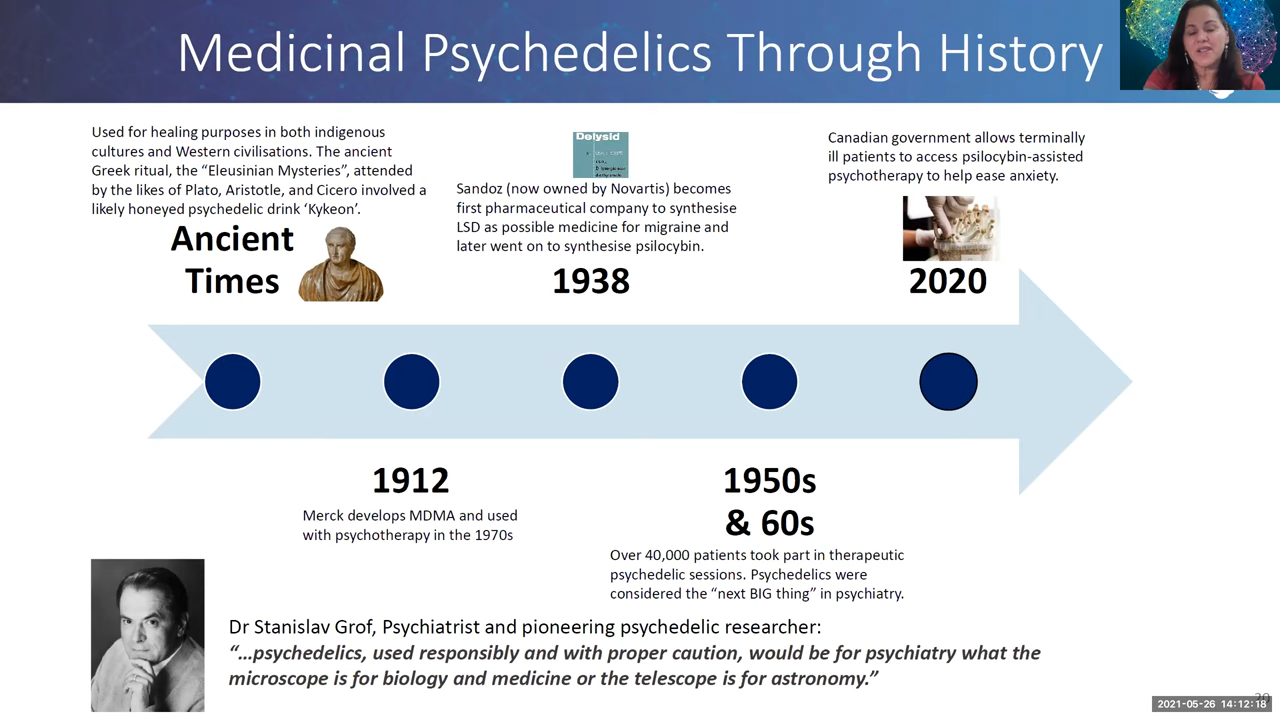 Medicinal Psychedelics Through History
Used for healing purposes in both indigenous
cultures and Western civilisations. The ancient
Greek ritual, the “Eleusinian Mysteries”, attended
by the likes of Plato, Aristotle, and Cicero involved a
likely honeyed psychedelic drink ‘Kykeon’.
Ancient
Times
Delysid
Sandoz (now owned by Novartis) becomes
first pharmaceutical company to synthesise
LSD as possible medicine for migraine and
later went on to synthesise psilocybin.
1938
Canadian government allows terminally
ill patients to access psilocybin-assisted
psychotherapy to help ease anxiety.
2020
1912
Merck develops MDMA and used
with psychotherapy in the 1970s
1950s
& 60s
Over 40,000 patients took part in therapeutic
psychedelic sessions. Psychedelics were
considered the “next BIG thing” in psychiatry.
Dr Stanislav Grof, Psychiatrist and pioneering psychedelic researcher:
“…psychedelics, used responsibly and with proper caution, would be for psychiatry what the
microscope is for biology and medicine or the telescope is for astronomy.”
2021-05-26 14:12:18